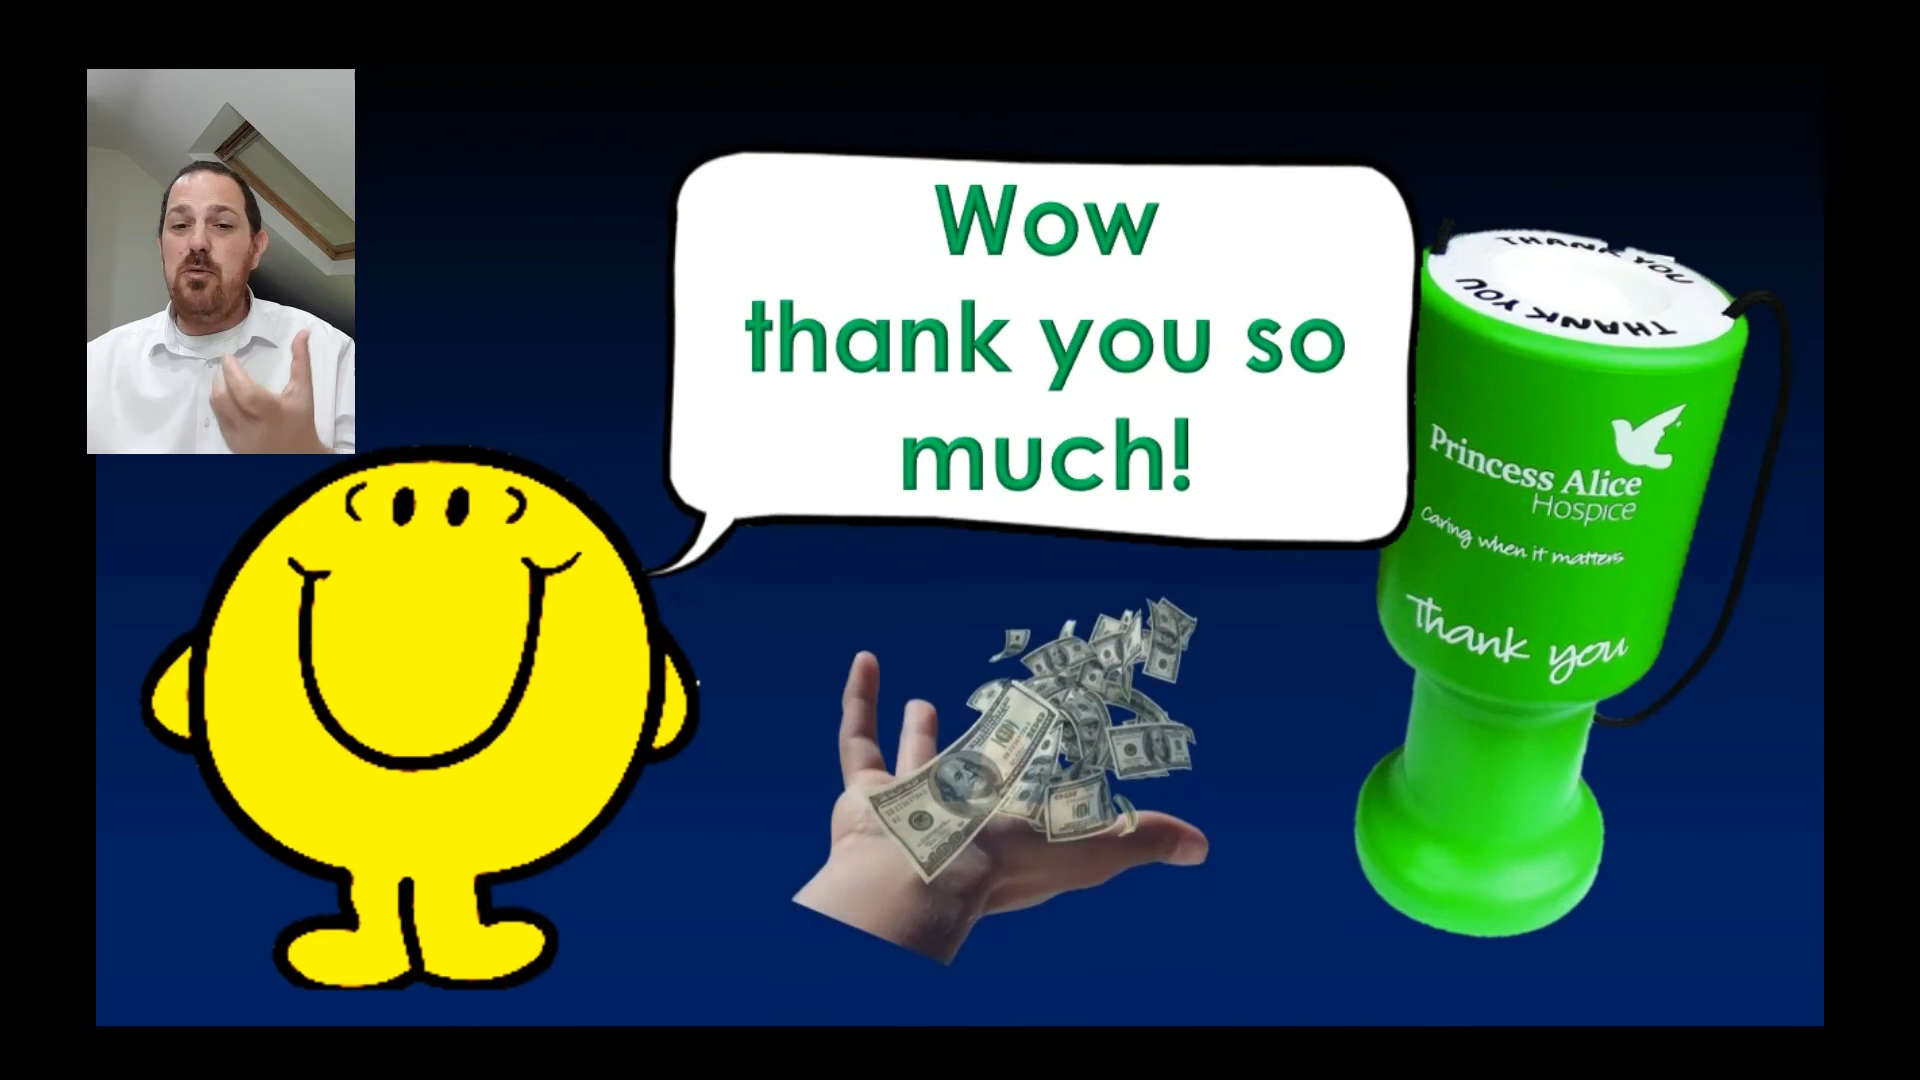 Wow
thank you so
much!
THANK YOU
THANK YOU
Princess Alice
Hospice
Caring when it matters
Thank you